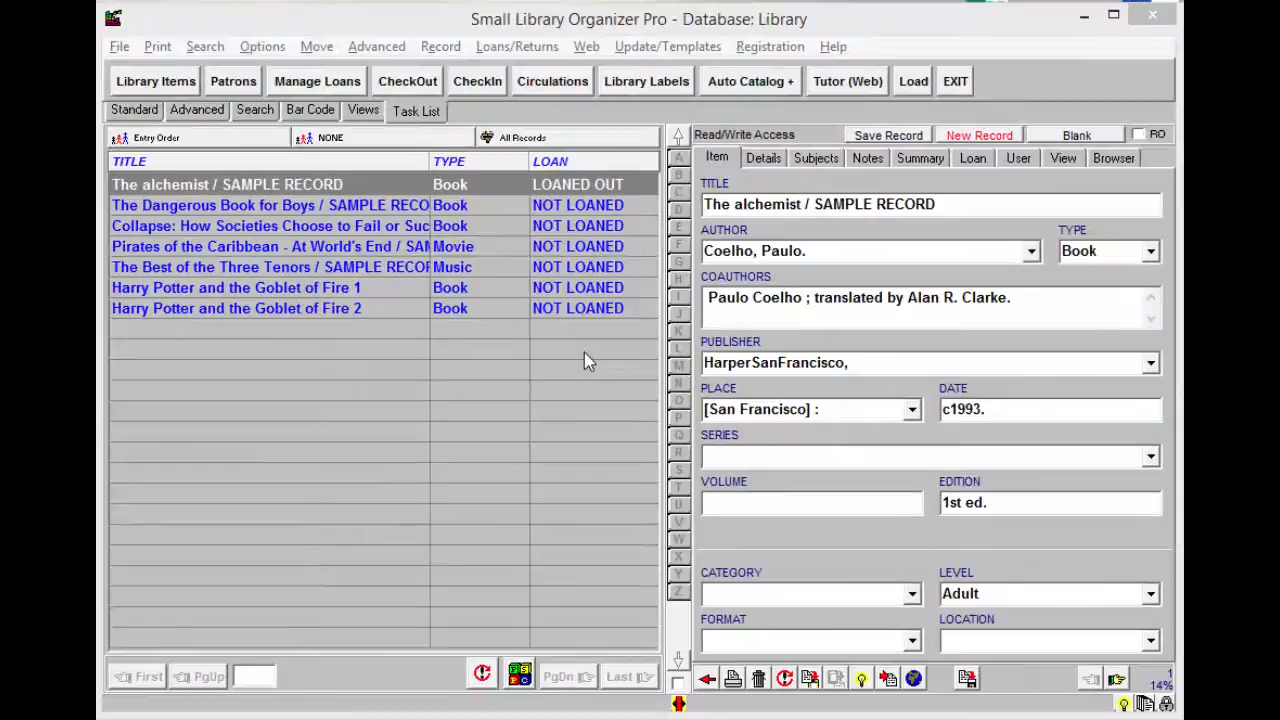 Small Library Organizer Pro - Database: Library
File Print Search Options Move Advanced Record Loans/Returns Web Update/Templates Registration Help
Library Items Patrons Manage Loans CheckOut CheckIn Circulations Library Labels Auto Catalog + Tutor (Web) Load EXIT
Standard Advanced Search Bar Code Views Task List
Entry Order NONE All Records
TITLE TYPE LOAN
The alchemist / SAMPLE RECORD Book LOANED OUT
The Dangerous Book for Boys / SAMPLE RECO Book NOT LOANED
Collapse: How Societies Choose to Fail or Suc Book NOT LOANED
Pirates of the Caribbean - At World's End / SAM Movie NOT LOANED
The Best of the Three Tenors / SAMPLE RECOR Music NOT LOANED
Harry Potter and the Goblet of Fire 1 Book NOT LOANED
Harry Potter and the Goblet of Fire 2 Book NOT LOANED
First PgUp PgDn Last
A
B
C
D
E
F
G
H
I
J
K
L
M
N
O
P
Q
R
S
T
U
V
W
X
Y
Z
Read/Write Access Save Record New Record Blank RO
Item Details Subjects Notes Summary Loan User View Browser
TITLE
The alchemist / SAMPLE RECORD
AUTHOR TYPE
Coelho, Paulo. Book
COAUTHORS
Paulo Coelho ; translated by Alan R. Clarke.
PUBLISHER
HarperSanFrancisco,
PLACE DATE
[San Francisco] : c1993.
SERIES
VOLUME EDITION
1st ed.
CATEGORY LEVEL
Adult
FORMAT LOCATION
1
14%